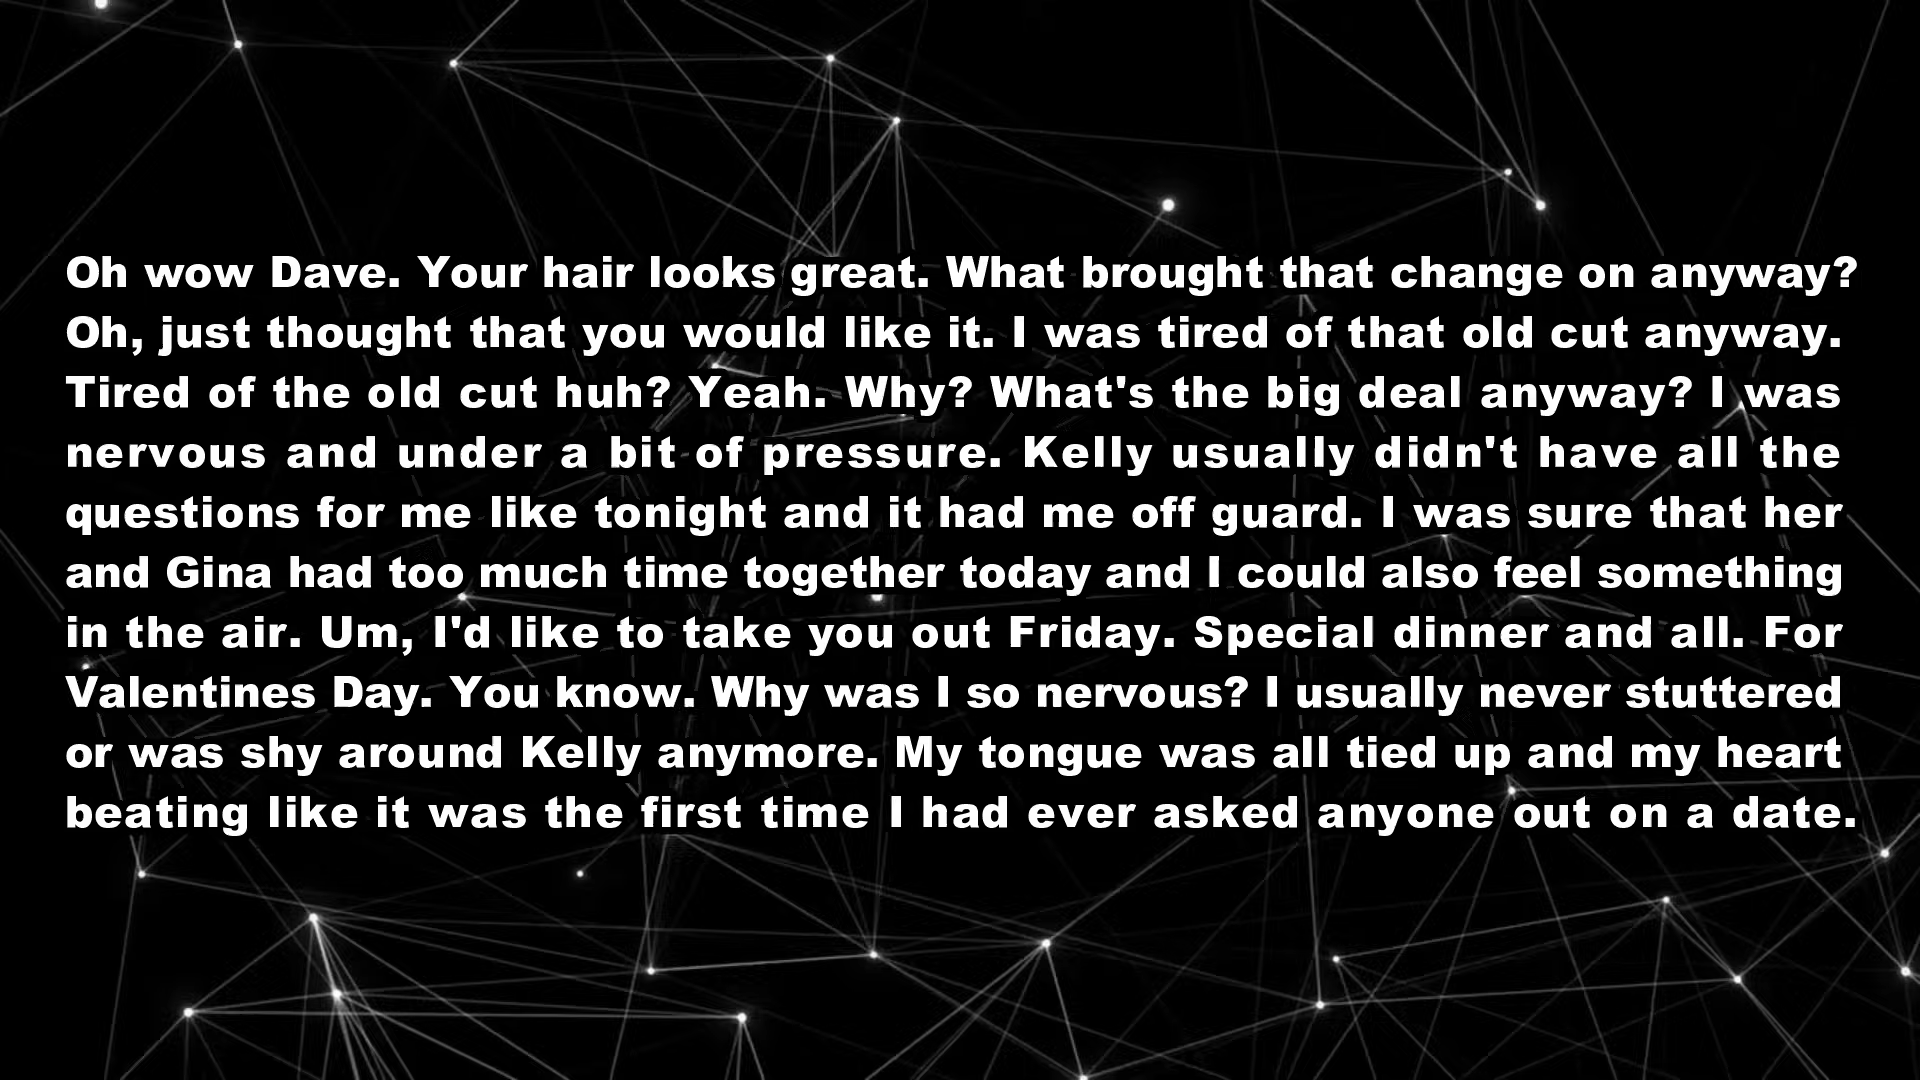 Oh wow Dave. Your hair looks great. What brought that change on anyway?
Oh, just thought that you would like it. I was tired of that old cut anyway.
Tired of the old cut huh? Yeah. Why? What's the big deal anyway? I was
nervous and under a bit of pressure. Kelly usually didn't have all the
questions for me like tonight and it had me off guard. I was sure that her
and Gina had too much time together today and I could also feel something
in the air. Um, I'd like to take you out Friday. Special dinner and all. For
Valentines Day. You know. Why was I so nervous? I usually never stuttered
or was shy around Kelly anymore. My tongue was all tied up and my heart
beating like it was the first time I had ever asked anyone out on a date.